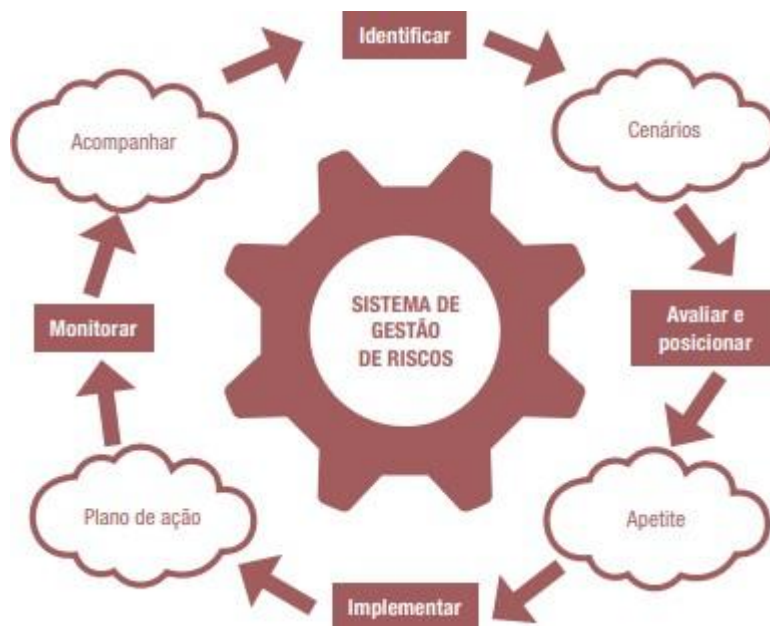 Identificar
Acompanhar
Cenários
SISTEMA DE
GESTÃO
DE RISCOS
Monitorar
Avaliar e
posicionar
Plano de ação
Apetite
Implementar